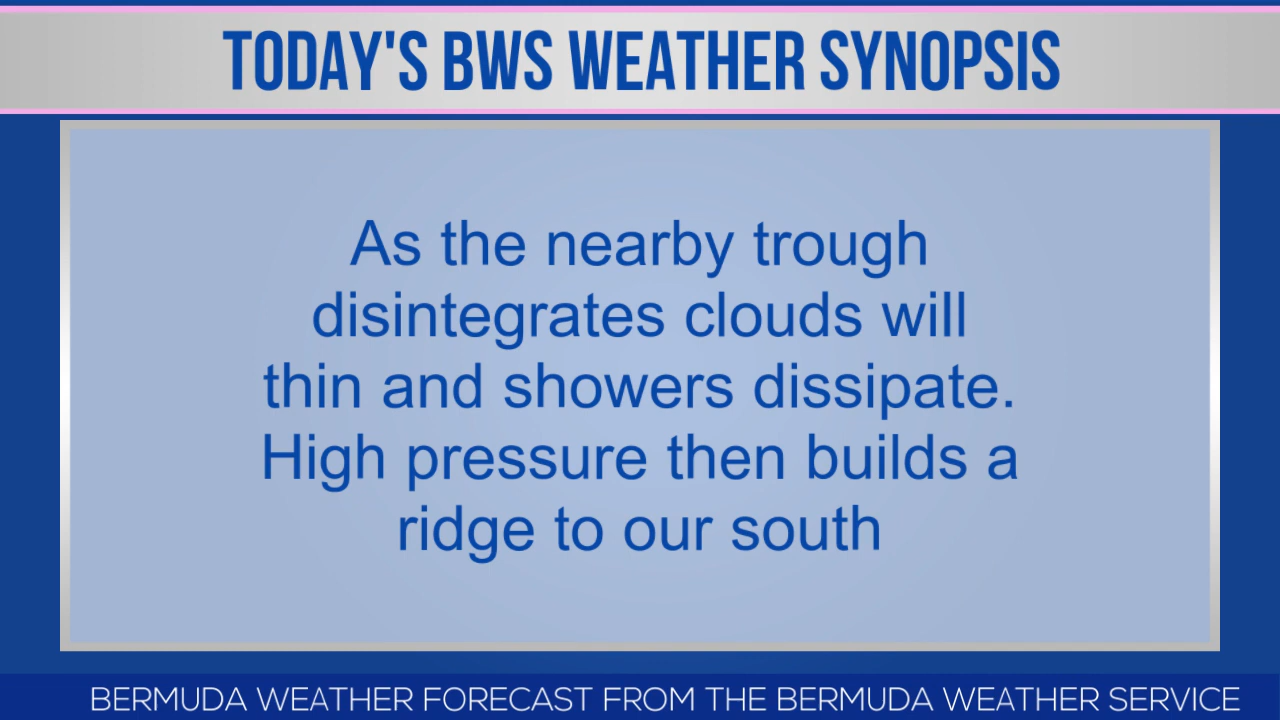 TODAY'S BWS WEATHER SYNOPSIS
As the nearby trough
disintegrates clouds will
thin and showers dissipate.
High pressure then builds a
ridge to our south
BERMUDA WEATHER FORECAST FROM THE BERMUDA WEATHER SERVICE